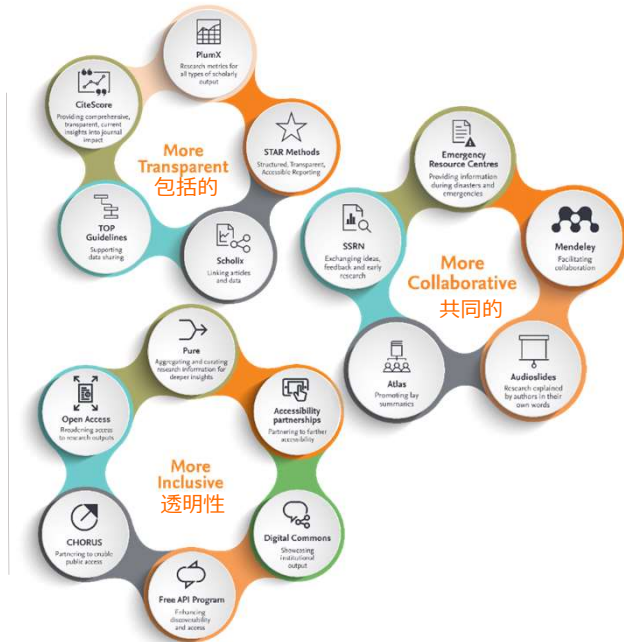 PlumX
Research metrics for
all types of scholarly
output
CiteScore
Providing comprehensive,
transparent, current
insights into journal
impact
STAR Methods
Structured, Transparent,
Accessible Reporting
More
Transparent
包括的
TOP
Guidelines
Supporting
data sharing
Scholix
Linking articles
and data
Emergency
Resource Centres
Providing information
during disasters and
emergencies
SSRN
Exchanging ideas,
feedback and early
research
Mendeley
Facilitating
collaboration
More
Collaborative
共同的
Atlas
Promoting lay
summaries
Audioslides
Research explained
by authors in their
own words
Pure
Aggregating and curating
research information for
deeper insights
Open Access
Broadening access
to research outputs
Accessibility
partnerships
Partnering to further
accessibility
More
Inclusive
透明性
CHORUS
Partnering to enable
public access
Digital Commons
Showcasing
institutional
output
Free API Program
Enhancing
discoverability
and access